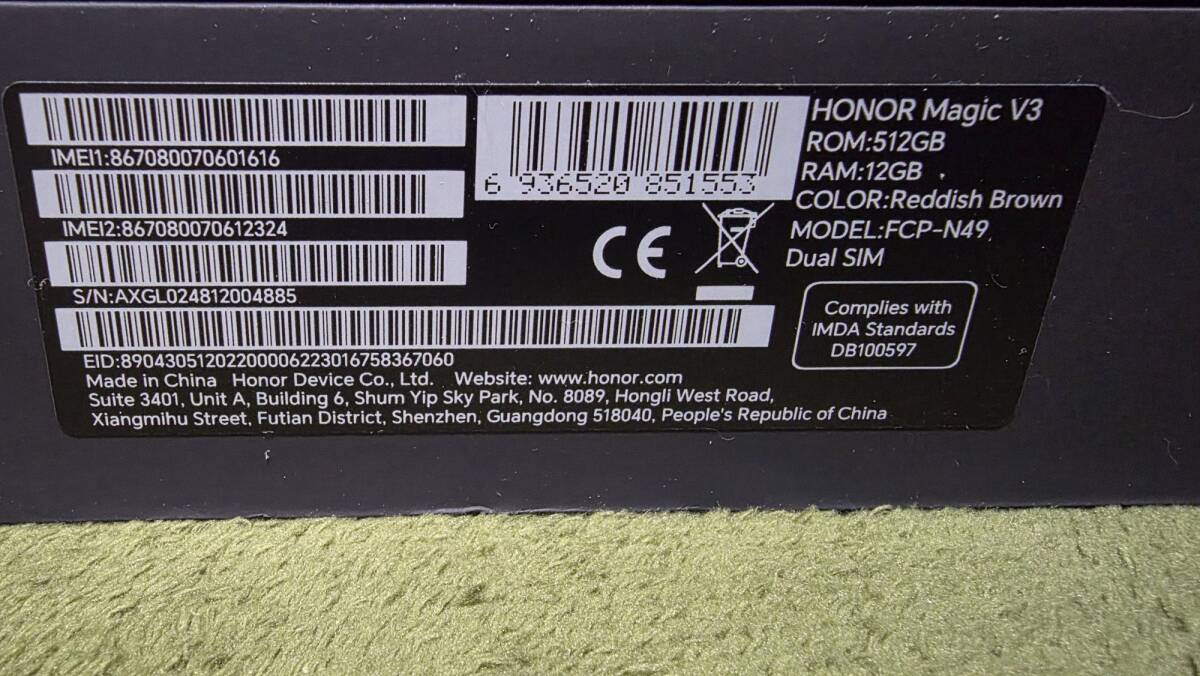 IMEI1:867080070601616
IMEI2:867080070612324
S/N:AXGL024812004885
6 936520 851553
HONOR Magic V3
ROM:512GB
RAM:12GB
COLOR:Reddish Brown
MODEL:FCP-N49
Dual SIM
CE
Complies with
IMDA Standards
DB100597
EID:89043051202200006223016758367060
Made in China Honor Device Co., Ltd. Website: www.honor.com
Suite 3401, Unit A, Building 6, Shum Yip Sky Park, No. 8089, Hongli West Road,
Xiangmihu Street, Futian District, Shenzhen, Guangdong 518040, People's Republic of China